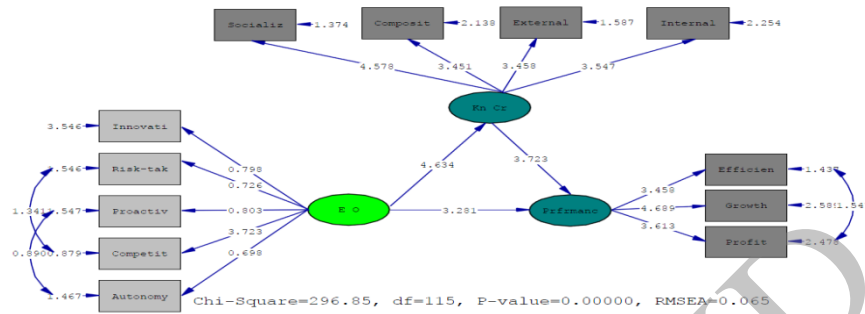 Socializ 1.374
Composit 2.138
External 1.587
Internal 2.254
4.578 3.451 3.458 3.547
Kn Cr
3.546 Innovati
Risk-tak
Proactiv
Competit
1.467 Autonomy
0.798
0.726
0.803
3.723
0.698
E O
4.634
3.723
3.281
Prfrmanc
3.458
4.689
3.613
Efficien
Growth
Profit 2.478
Chi-Square=296.85, df=115, P-value=0.00000, RMSEA=0.065